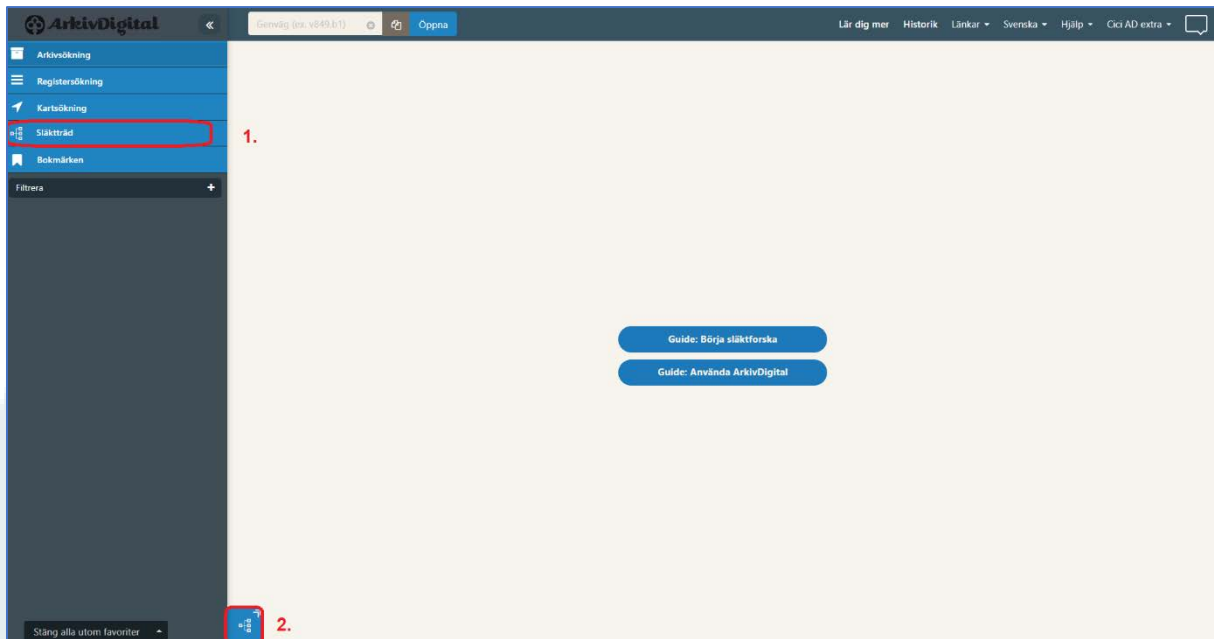 ArkivDigital «
Genväg (ex. v849.b1) Öppna Lär dig mer Historik Länkar Svenska Hjälp Cici AD extra
Arkivsökning
Registersökning
Kartsökning
Släktträd 1.
Bokmärken
Filtrera +
Guide: Börja släktforska
Guide: Använda ArkivDigital
Stäng alla utom favoriter 2.